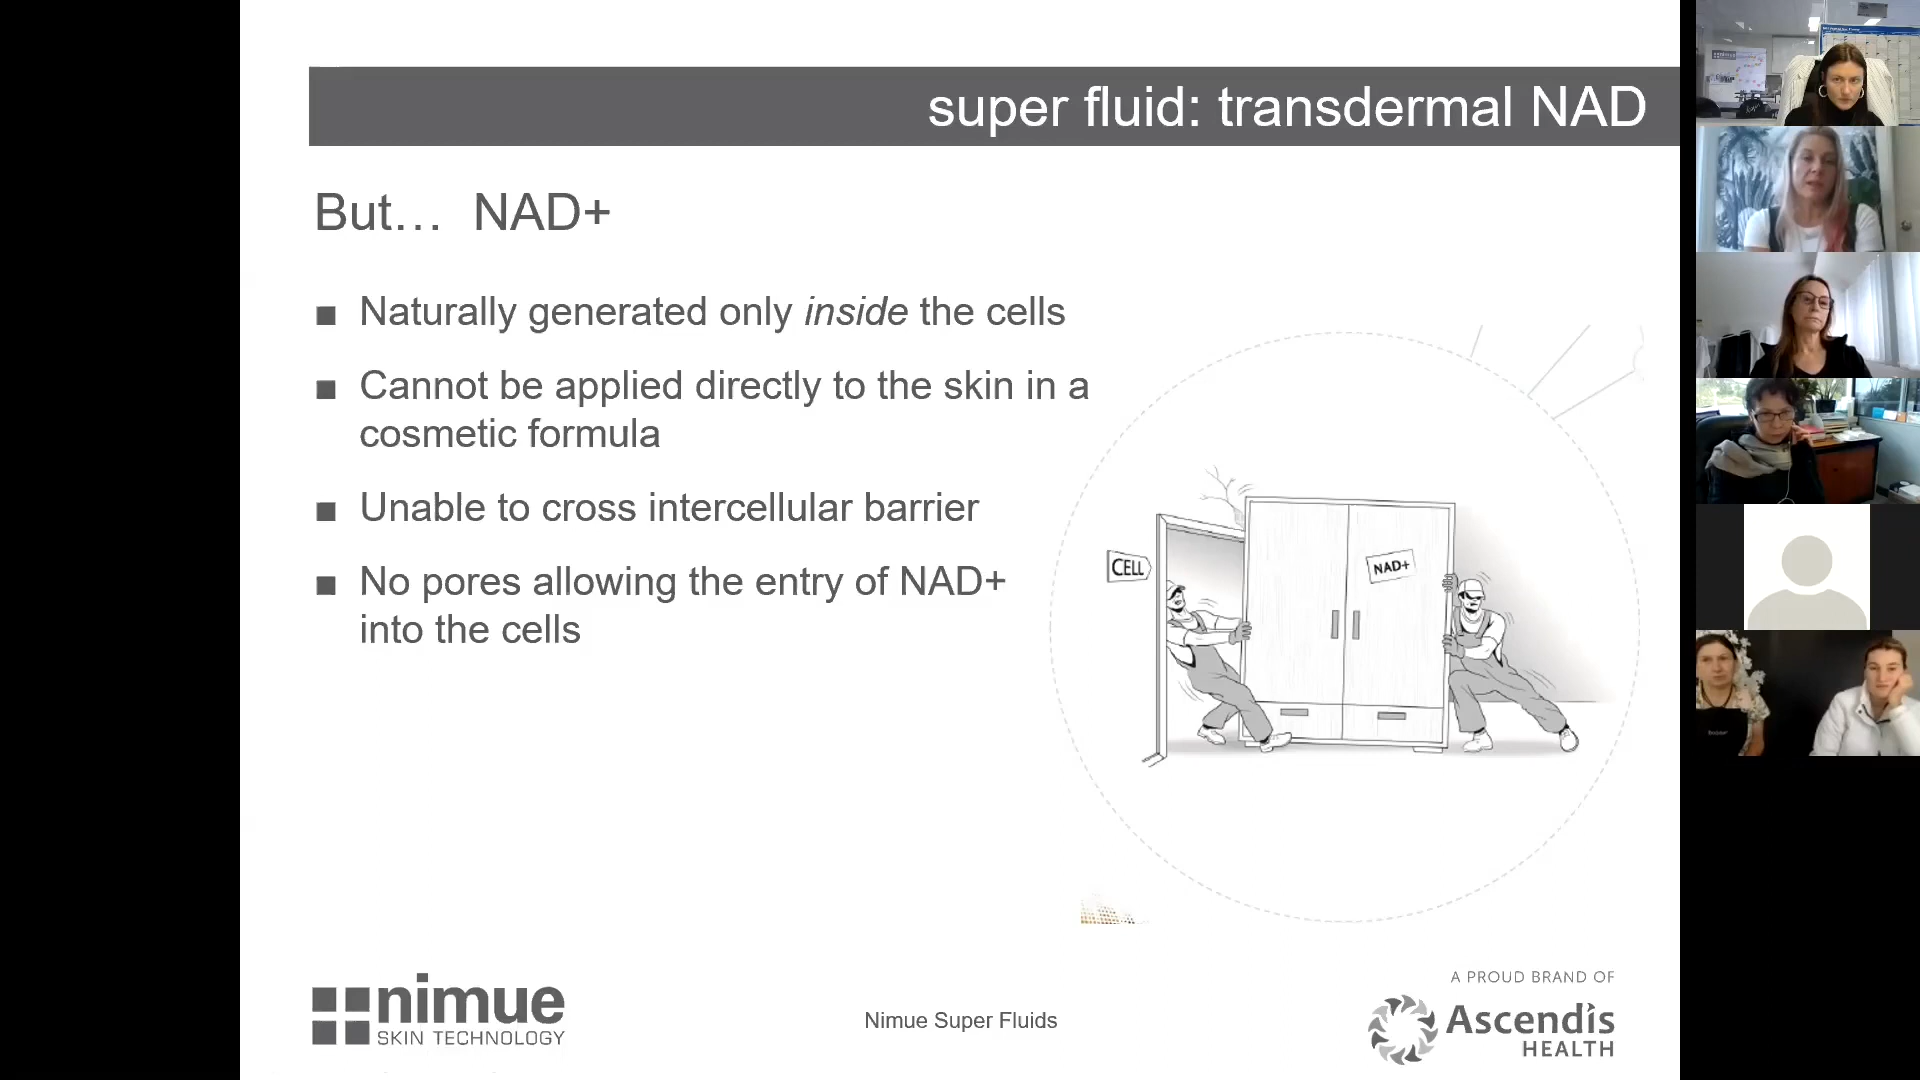 super fluid: transdermal NAD
But… NAD+
■ Naturally generated only inside the cells
■ Cannot be applied directly to the skin in a
cosmetic formula
■ Unable to cross intercellular barrier
■ No pores allowing the entry of NAD+
into the cells
CELL
NAD+
nimue
SKIN TECHNOLOGY
Nimue Super Fluids
A PROUD BRAND OF
Ascendis
HEALTH
nimue